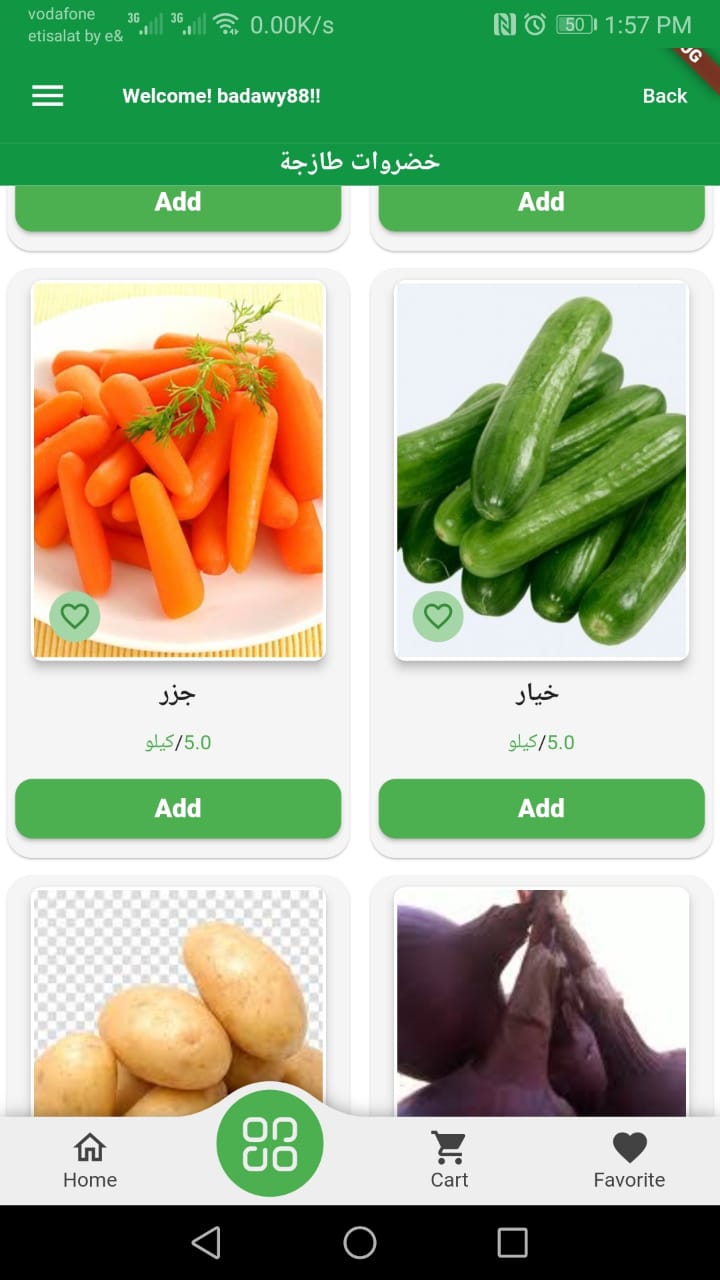 vodafone
etisalat by e&
3G
3G
0.00K/s
50
1:57 PM
Welcome! badawy88!!
Back
خضروات طازجة
Add
Add
جزر
خيار
5.0/كيلو
5.0/كيلو
Add
Add
Home
Cart
Favorite